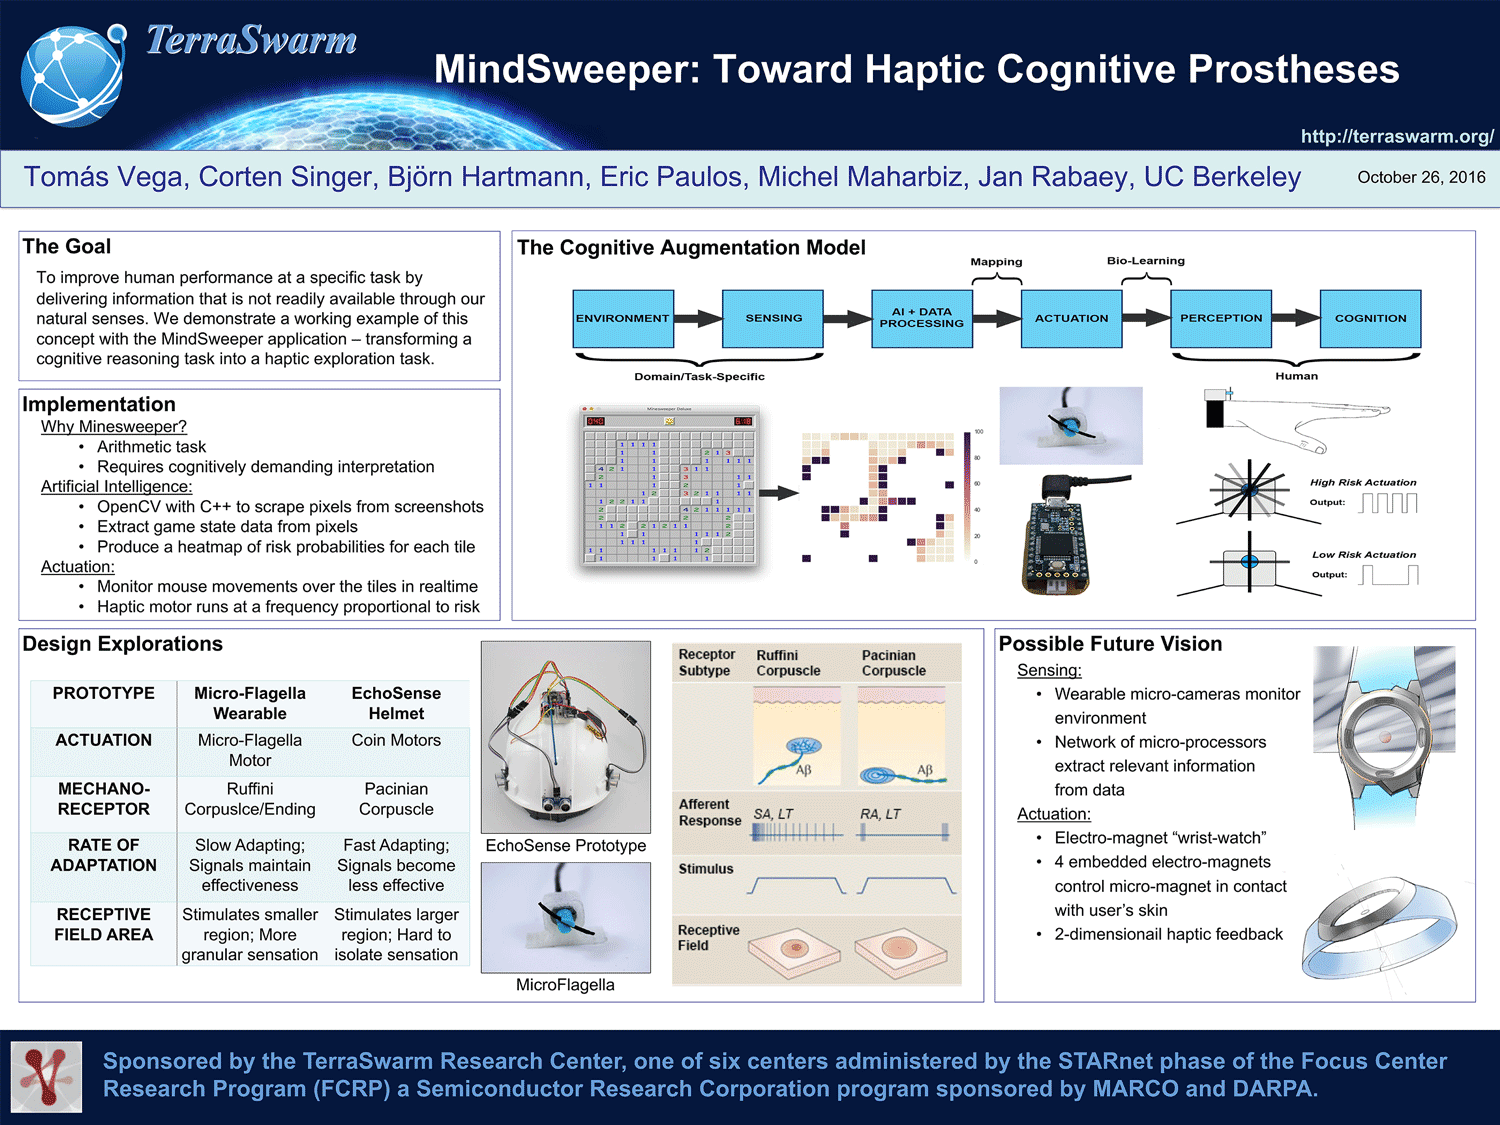 TerraSwarm
MindSweeper: Toward Haptic Cognitive Prostheses
http://terraswarm.org/
Tomás Vega, Corten Singer, Björn Hartmann, Eric Paulos, Michel Maharbiz, Jan Rabaey, UC Berkeley
October 26, 2016
The Goal
To improve human performance at a specific task by
delivering information that is not readily available through our
natural senses. We demonstrate a working example of this
concept with the MindSweeper application – transforming a
cognitive reasoning task into a haptic exploration task.
Implementation
Why Minesweeper?
• Arithmetic task
• Requires cognitively demanding interpretation
Artificial Intelligence:
• OpenCV with C++ to scrape pixels from screenshots
• Extract game state data from pixels
• Produce a heatmap of risk probabilities for each tile
Actuation:
• Monitor mouse movements over the tiles in realtime
• Haptic motor runs at a frequency proportional to risk
The Cognitive Augmentation Model
Mapping
Bio-Learning
ENVIRONMENT
SENSING
AI + DATA
PROCESSING
ACTUATION
PERCEPTION
COGNITION
Domain/Task-Specific
Human
Minesweeper Deluxe
100
80
60
40
20
0
High Risk Actuation
Output:
Low Risk Actuation
Output:
Design Explorations
PROTOTYPE
Micro-Flagella
Wearable
EchoSense
Helmet
ACTUATION
Micro-Flagella
Motor
Coin Motors
MECHANO-
RECEPTOR
Ruffini
Corpuslce/Ending
Pacinian
Corpuscle
RATE OF
ADAPTATION
Slow Adapting;
Signals maintain
effectiveness
Fast Adapting;
Signals become
less effective
RECEPTIVE
FIELD AREA
Stimulates smaller
region; More
granular sensation
Stimulates larger
region; Hard to
isolate sensation
EchoSense Prototype
MicroFlagella
Receptor
Subtype
Ruffini
Corpuscle
Pacinian
Corpuscle
Aβ
Aβ
Afferent
Response
SA, LT
RA, LT
Stimulus
Receptive
Field
Possible Future Vision
Sensing:
• Wearable micro-cameras monitor
environment
• Network of micro-processors
extract relevant information
from data
Actuation:
• Electro-magnet “wrist-watch”
• 4 embedded electro-magnets
control micro-magnet in contact
with user’s skin
• 2-dimensionail haptic feedback
Sponsored by the TerraSwarm Research Center, one of six centers administered by the STARnet phase of the Focus Center
Research Program (FCRP) a Semiconductor Research Corporation program sponsored by MARCO and DARPA.